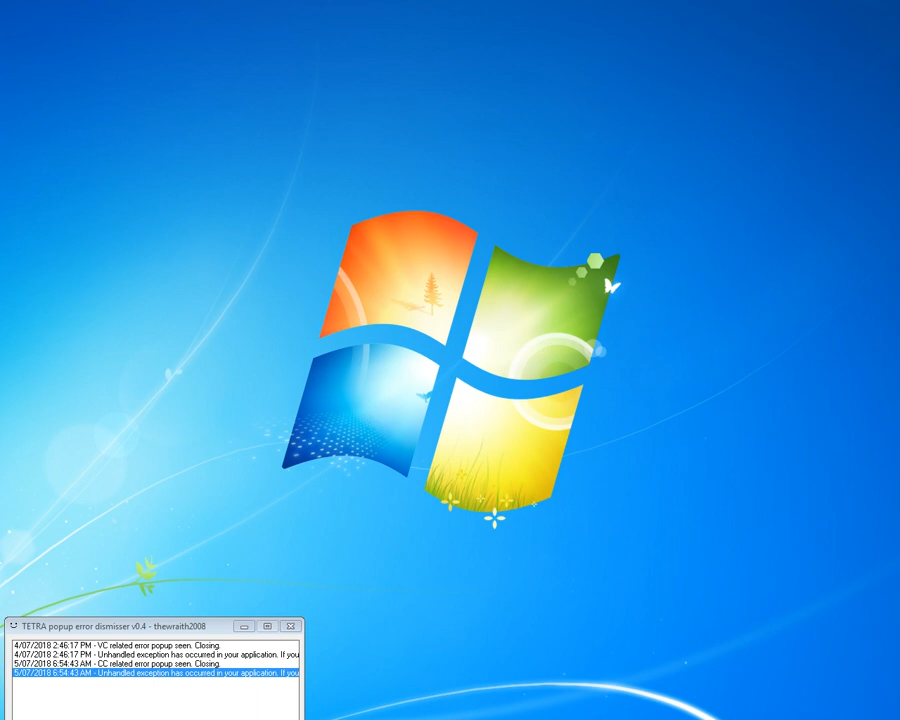 TETRA popup error dismisser v0.4 - thewraith2008
4/07/2018 2:46:17 PM - VC related error popup seen. Closing.
4/07/2018 2:46:17 PM - Unhandled exception has occurred in your application. If you
5/07/2018 6:54:43 AM - CC related error popup seen. Closing.
5/07/2018 6:54:43 AM - Unhandled exception has occurred in your application. If you